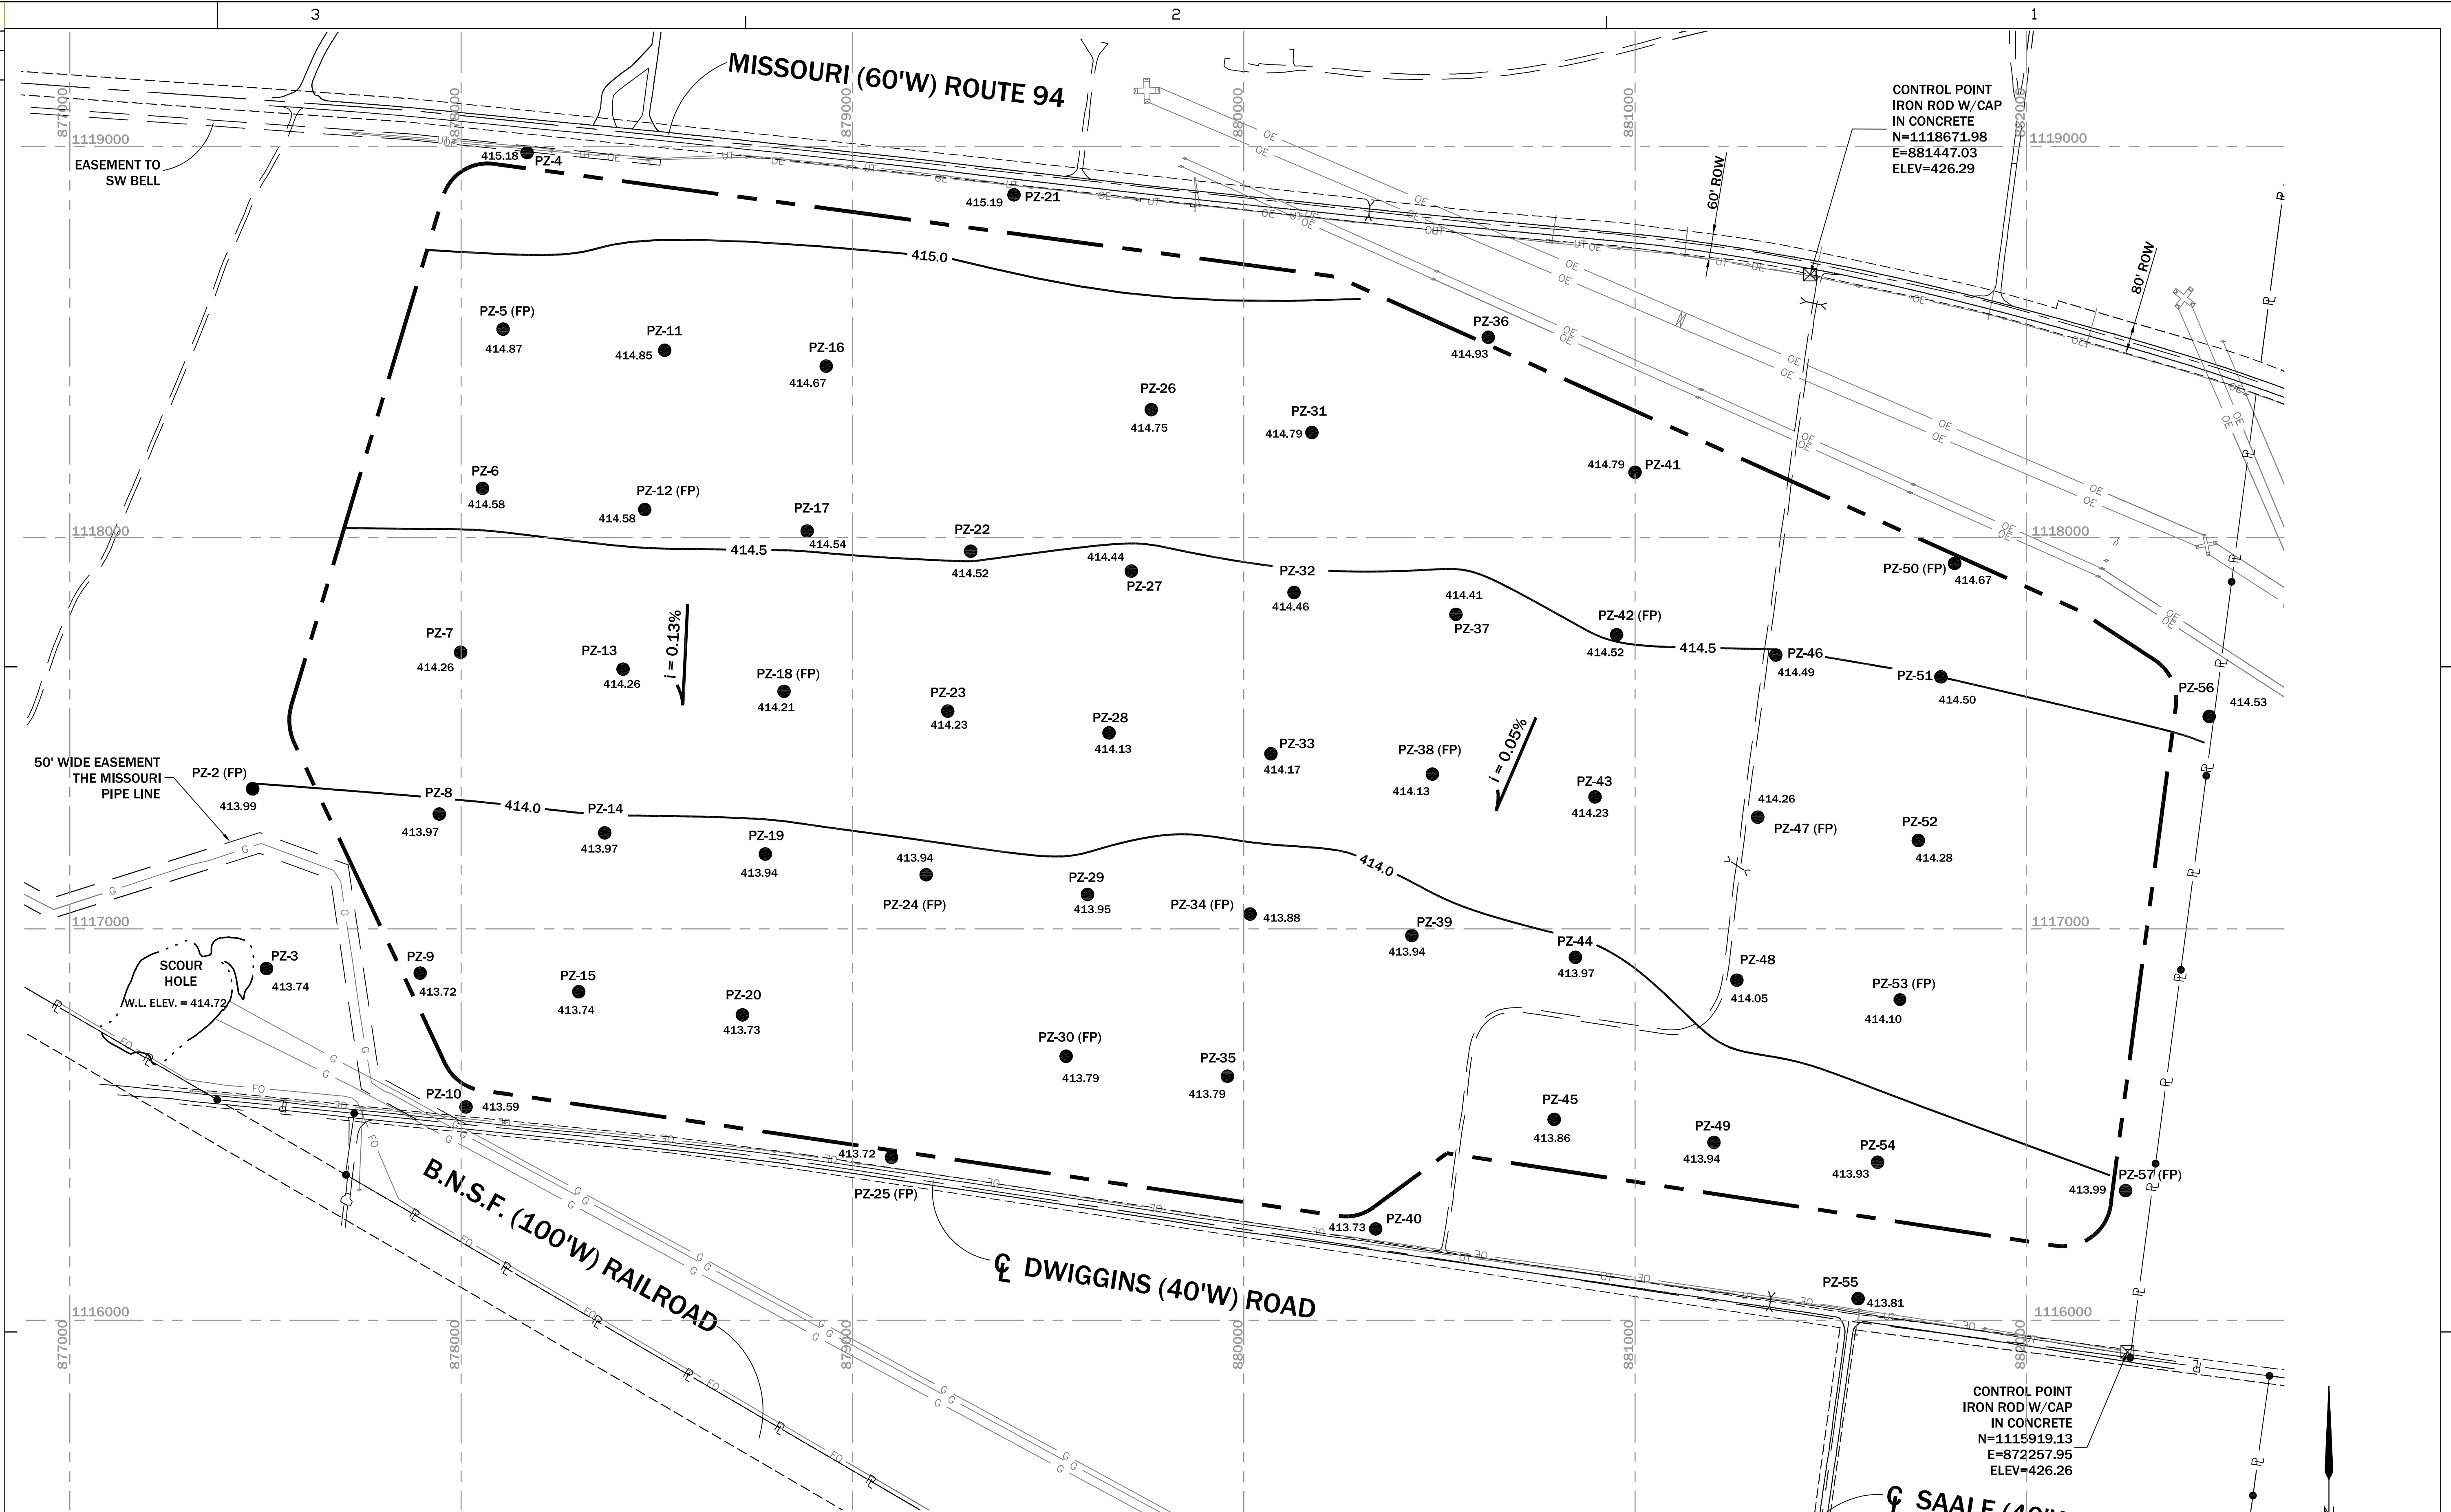 3
2
1
MISSOURI (60'W) ROUTE 94
CONTROL POINT
IRON ROD W/CAP
IN CONCRETE
N=1118671.98
E=881447.03
ELEV=426.29
877000
878000
879000
880000
881000
882000
1119000
1119000
EASEMENT TO
SW BELL
415.18 PZ-4
415.19 PZ-21
60' ROW
80' ROW
415.0
PZ-5 (FP)
414.87
PZ-11
414.85
PZ-16
414.67
PZ-36
414.93
PZ-26
414.75
PZ-31
414.79
414.79 PZ-41
PZ-6
414.58
PZ-12 (FP)
414.58
PZ-17
414.54
PZ-22
414.52
1118000
1118000
414.5
414.44
PZ-27
PZ-32
414.46
414.41
PZ-37
PZ-42 (FP)
414.52
PZ-50 (FP)
414.67
414.5
PZ-46
414.49
PZ-51
414.50
PZ-56
414.53
PZ-7
414.26
PZ-13
414.26
i = 0.13%
PZ-18 (FP)
414.21
PZ-23
414.23
PZ-28
414.13
PZ-33
414.17
PZ-38 (FP)
414.13
i = 0.05%
PZ-43
414.23
414.26
PZ-47 (FP)
PZ-52
414.28
50' WIDE EASEMENT
THE MISSOURI
PIPE LINE
PZ-2 (FP)
413.99
PZ-8
413.97
414.0
PZ-14
413.97
PZ-19
413.94
413.94
PZ-24 (FP)
PZ-29
413.95
PZ-34 (FP)
413.88
414.0
PZ-39
413.94
PZ-44
413.97
PZ-48
414.05
PZ-53 (FP)
414.10
1117000
1117000
SCOUR
HOLE
W.L. ELEV. = 414.72
PZ-3
413.74
PZ-9
413.72
PZ-15
413.74
PZ-20
413.73
PZ-30 (FP)
413.79
PZ-35
413.79
PZ-45
413.86
PZ-49
413.94
PZ-54
413.93
413.99
PZ-57 (FP)
PZ-10
413.59
413.72
PZ-25 (FP)
413.73 PZ-40
PZ-55
413.81
B.N.S.F. (100'W) RAILROAD
CL DWIGGINS (40'W) ROAD
1116000
1116000
877000
878000
879000
880000
881000
882000
CONTROL POINT
IRON ROD W/CAP
IN CONCRETE
N=1115919.13
E=872257.95
ELEV=426.26
CL SAALE